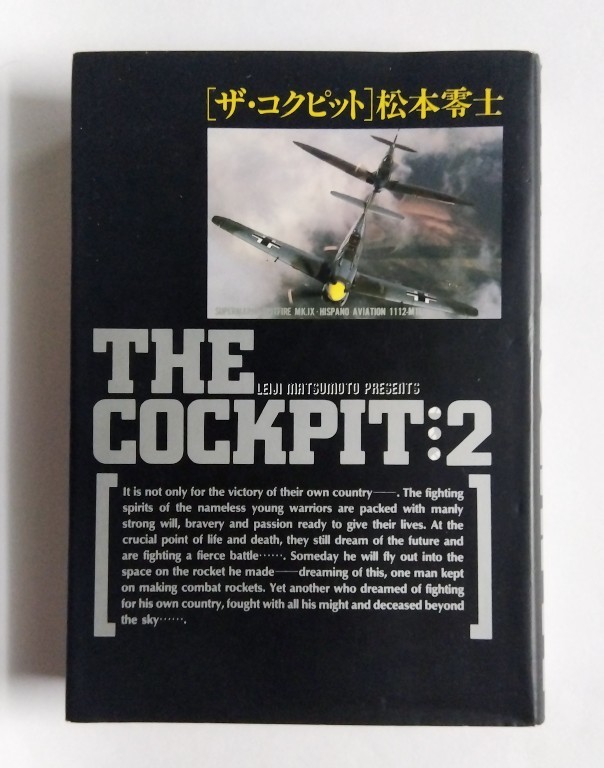 [ザ・コクピット]松本零士
SUPERMARINE SPITFIRE MK.IX・HISPANO AVIATION 1112-M1
THE
LEIJI MATSUMOTO PRESENTS
COCKPIT:2
It is not only for the victory of their own country——. The fighting
spirits of the nameless young warriors are packed with manly
strong will, bravery and passion ready to give their lives. At the
crucial point of life and death, they still dream of the future and
are fighting a fierce battle……. Someday he will fly out into the
space on the rocket he made——dreaming of this, one man kept
on making combat rockets. Yet another who dreamed of fighting
for his own country, fought with all his might and deceased beyond
the sky…….